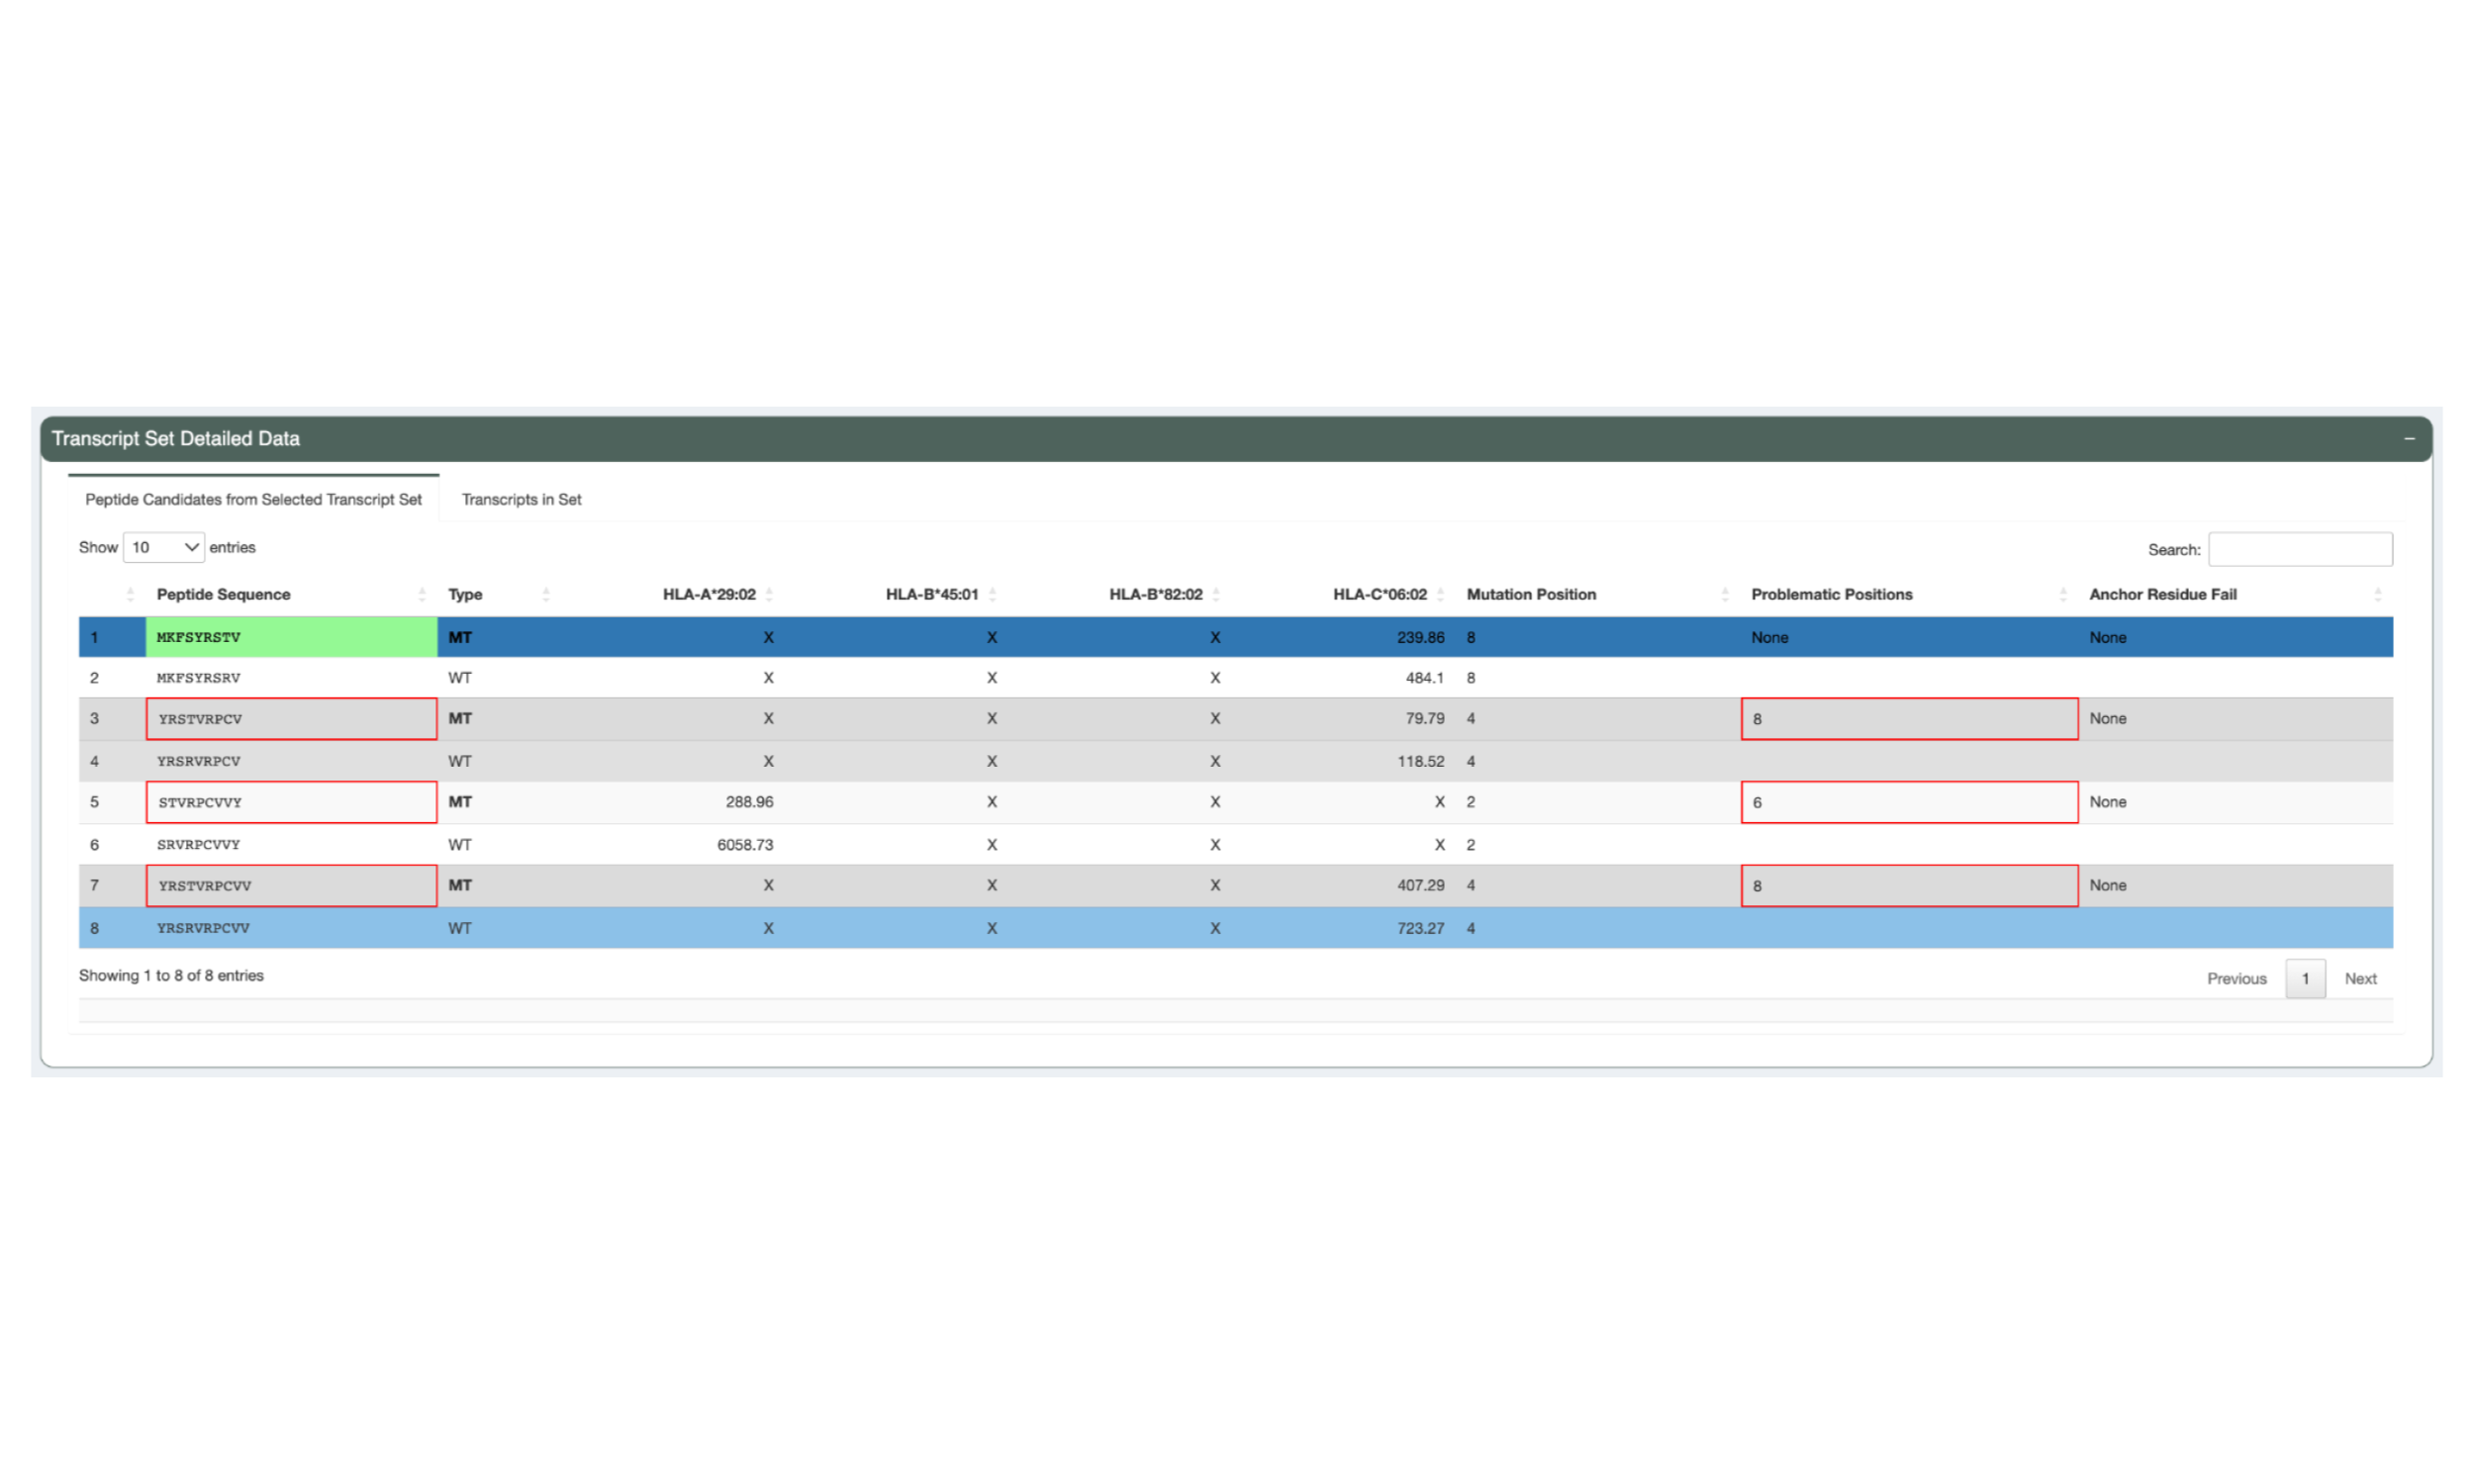 Transcript Set Detailed Data −
Peptide Candidates from Selected Transcript Set Transcripts in Set
Show 10 entries Search:
Peptide Sequence Type HLA-A*29:02 HLA-B*45:01 HLA-B*82:02 HLA-C*06:02 Mutation Position Problematic Positions Anchor Residue Fail
1 MKFSYRSTV MT X X X 239.86 8 None None
2 MKFSYRSRV WT X X X 484.1 8
3 YRSTVRPCV MT X X X 79.79 4 8 None
4 YRSRVRPCV WT X X X 118.52 4
5 STVRPCVVY MT 288.96 X X X 2 6 None
6 SRVRPCVVY WT 6058.73 X X X 2
7 YRSTVRPCVV MT X X X 407.29 4 8 None
8 YRSRVRPCVV WT X X X 723.27 4
Showing 1 to 8 of 8 entries Previous 1 Next